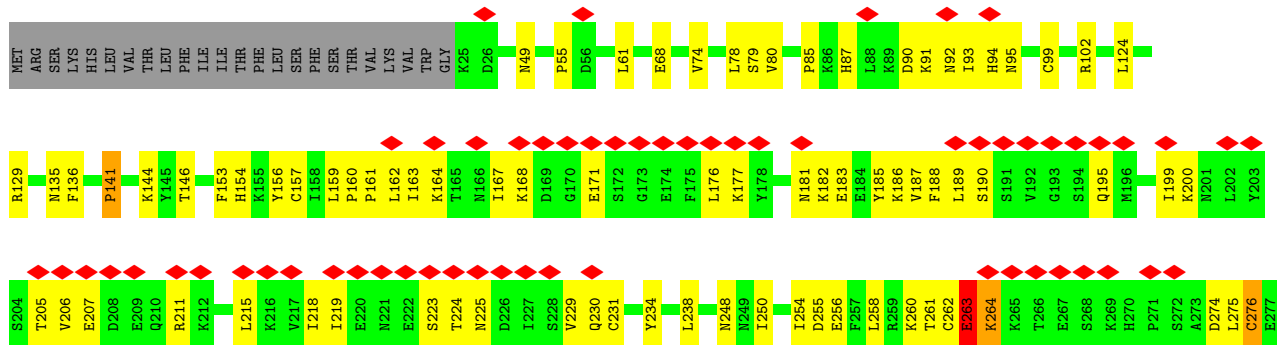 MET ARG SER LYS HIS LEU VAL THR LEU PHE ILE ILE THR PHE LEU SER PHE SER THR VAL LYS VAL TRP GLY K25 D26 N49 P55 D56 L61 E68 V74 L78 S79 V80 P85 K86 H87 L88 K89 D90 K91 N92 I93 H94 N95 C99 R102 L124
R129 N135 F136 P141 K144 Y145 T146 F153 H154 K155 Y156 C157 I158 L159 P160 P161 L162 I163 K164 T165 N166 I167 K168 D169 G170 E171 S172 G173 E174 F175 L176 K177 Y178 N181 K182 E183 E184 Y185 K186 V187 F188 L189 S190 S191 V192 G193 S194 Q195 M196 I199 K200 N201 L202 Y203
S204 T205 V206 E207 D208 E209 Q210 R211 K212 L215 K216 V217 I218 I219 E220 N221 E222 S223 T224 N225 D226 I227 S228 V229 Q230 C231 Y234 L238 N248 N249 I250 I254 D255 E256 F257 L258 R259 K260 T261 C262 E263 K264 K265 T266 E267 S268 K269 H270 P271 S272 A273 D274 L275 C276 E277